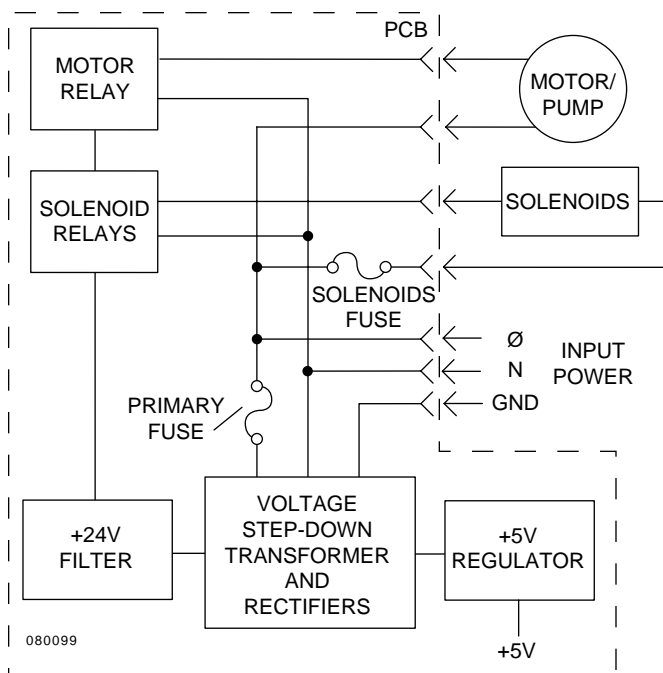 PCB
MOTOR
RELAY
MOTOR/
PUMP
SOLENOID
RELAYS
SOLENOIDS
SOLENOIDS
FUSE
Ø
N
GND
INPUT
POWER
PRIMARY
FUSE
+24V
FILTER
VOLTAGE
STEP-DOWN
TRANSFORMER
AND
RECTIFIERS
+5V
REGULATOR
+5V
080099